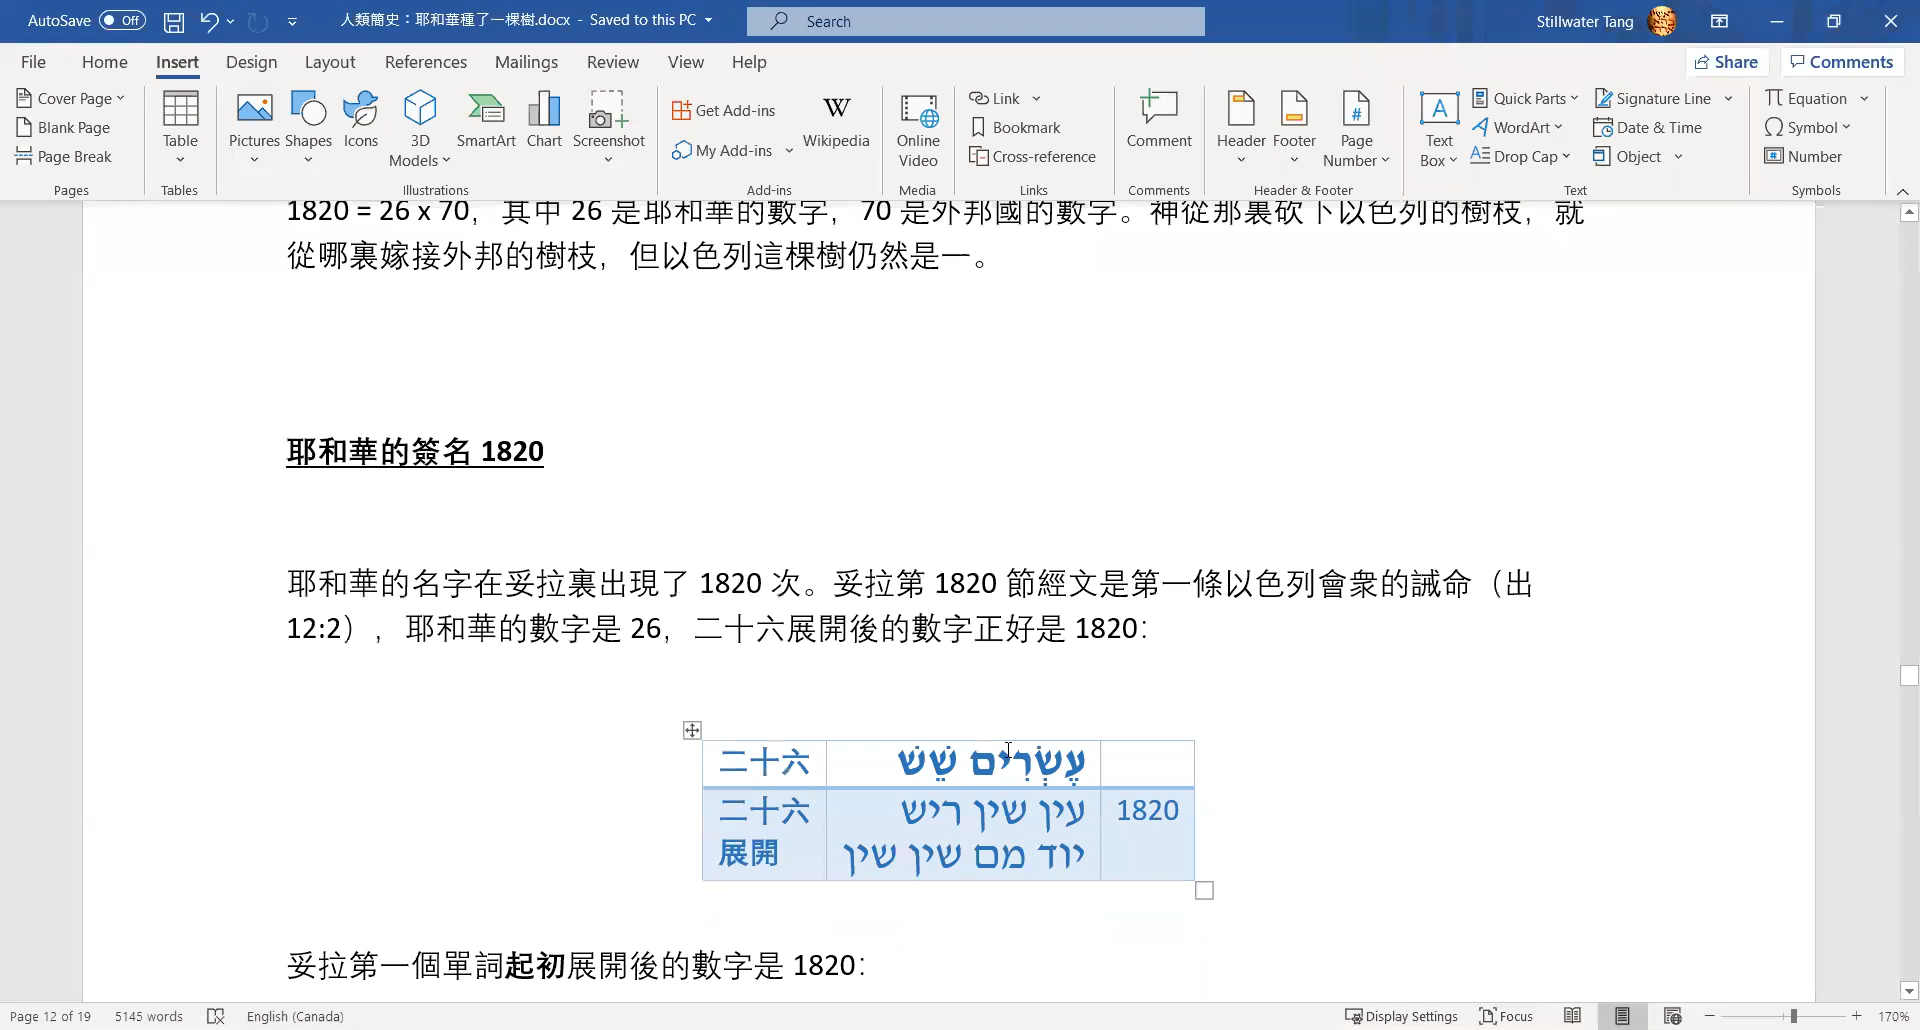 AutoSave Off 人類簡史：耶和華種了一棵樹.docx - Saved to this PC Search Stillwater Tang
File Home Insert Design Layout References Mailings Review View Help Share Comments
Cover Page
Blank Page
Page Break
Pages
Table
Tables
Pictures Shapes Icons 3D Models SmartArt Chart Screenshot
Illustrations
Get Add-ins
My Add-ins
Wikipedia
Add-ins
Online Video
Media
Link
Bookmark
Cross-reference
Links
Comment
Comments
Header Footer Page Number
Header & Footer
Text Box
Quick Parts
WordArt
Drop Cap
Signature Line
Date & Time
Object
Text
Equation
Symbol
Number
Symbols
1820 = 26 x 70，其中 26 是耶和華的數字，70 是外邦國的數字。神從那裏砍下以色列的樹枝，就
從哪裏嫁接外邦的樹枝，但以色列這棵樹仍然是一。
耶和華的簽名 1820
耶和華的名字在妥拉裏出現了 1820 次。妥拉第 1820 節經文是第一條以色列會衆的誡命（出
12:2），耶和華的數字是 26，二十六展開後的數字正好是 1820：
二十六 עֶשְׂרִים שֵׁשׁ
二十六 עין שין ריש 1820
展開 יוד מם שין שין
妥拉第一個單詞起初展開後的數字是 1820：
Page 12 of 19 5145 words English (Canada) Display Settings Focus 170%